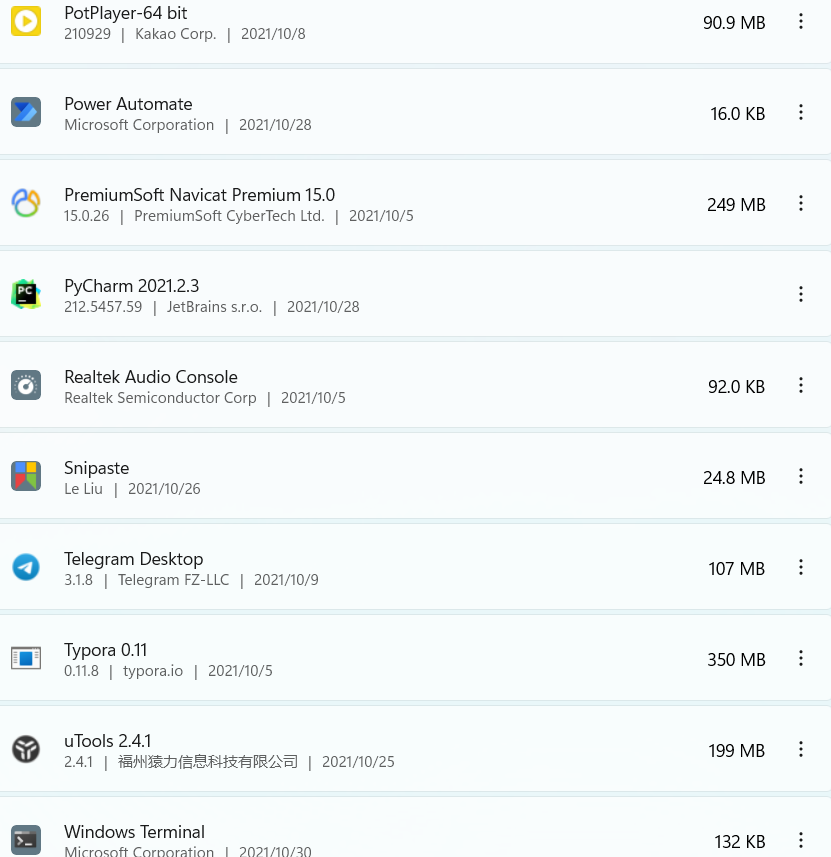 PotPlayer-64 bit
210929 | Kakao Corp. | 2021/10/8
90.9 MB
Power Automate
Microsoft Corporation | 2021/10/28
16.0 KB
PremiumSoft Navicat Premium 15.0
15.0.26 | PremiumSoft CyberTech Ltd. | 2021/10/5
249 MB
PC
PyCharm 2021.2.3
212.5457.59 | JetBrains s.r.o. | 2021/10/28
Realtek Audio Console
Realtek Semiconductor Corp | 2021/10/5
92.0 KB
Snipaste
Le Liu | 2021/10/26
24.8 MB
Telegram Desktop
3.1.8 | Telegram FZ-LLC | 2021/10/9
107 MB
Typora 0.11
0.11.8 | typora.io | 2021/10/5
350 MB
uTools 2.4.1
2.4.1 | 福州猿力信息科技有限公司 | 2021/10/25
199 MB
Windows Terminal
Microsoft Corporation | 2021/10/30
132 KB